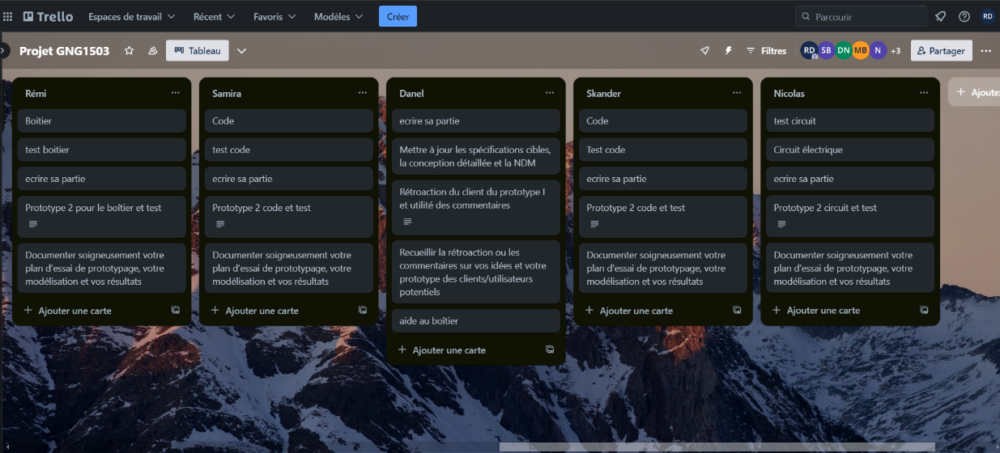 Trello
Espaces de travail
Récent
Favoris
Modèles
Créer
Parcourir
RD
Projet GNG1503
Tableau
Filtres
RD
SB
DN
MB
N
+3
Partager
Rémi
Boitier
test boitier
ecrire sa partie
Prototype 2 pour le boîtier et test
Documenter soigneusement votre
plan d'essai de prototypage, votre
modélisation et vos résultats
Ajouter une carte
Samira
Code
test code
ecrire sa partie
Prototype 2 code et test
Documenter soigneusement votre
plan d'essai de prototypage, votre
modélisation et vos résultats
Ajouter une carte
Danel
ecrire sa partie
Mettre à jour les spécifications cibles,
la conception détaillée et la NDM
Rétroaction du client du prototype I
et utilité des commentaires
Recueillir la rétroaction ou les
commentaires sur vos idées et votre
prototype des clients/utilisateurs
potentiels
aide au boîtier
Ajouter une carte
Skander
Code
Test code
ecrire sa partie
Prototype 2 code et test
Documenter soigneusement votre
plan d'essai de prototypage, votre
modélisation et vos résultats
Ajouter une carte
Nicolas
test circuit
Circuit électrique
ecrire sa partie
Prototype 2 circuit et test
Documenter soigneusement votre
plan d'essai de prototypage, votre
modélisation et vos résultats
Ajouter une carte
Ajoutez